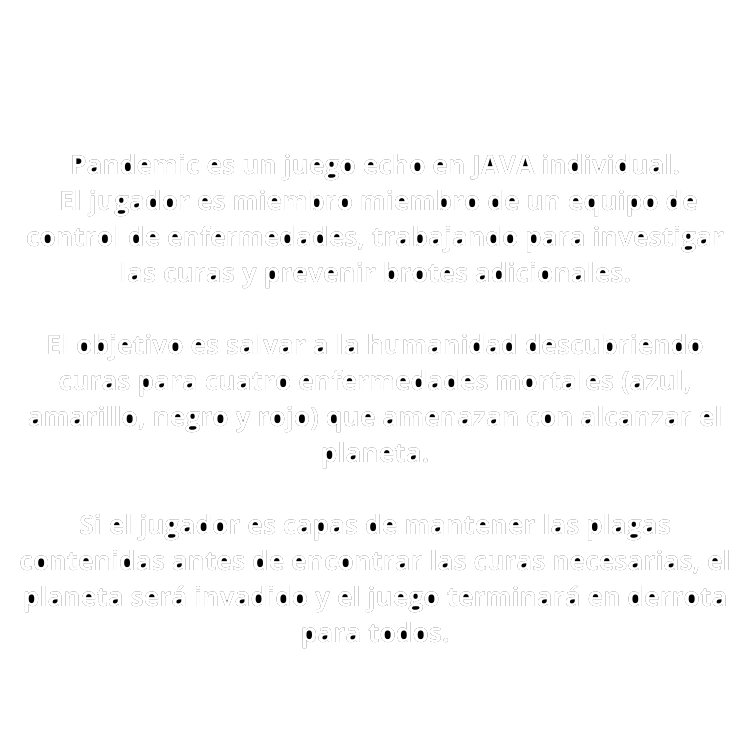 Pandemic es un juego echo en JAVA individual.
El jugador es miembro miembro de un equipo de
control de enfermedades, trabajando para investigar
las curas y prevenir brotes adicionales.
El objetivo es salvar a la humanidad descubriendo
curas para cuatro enfermedades mortales (azul,
amarilllo, negro y rojo) que amenazan con alcanzar el
planeta.
Si el jugador es capas de mantener las plagas
contenidas antes de encontrar las curas necesarias, el
planeta será invadido y el juego terminará en derrota
para todos.